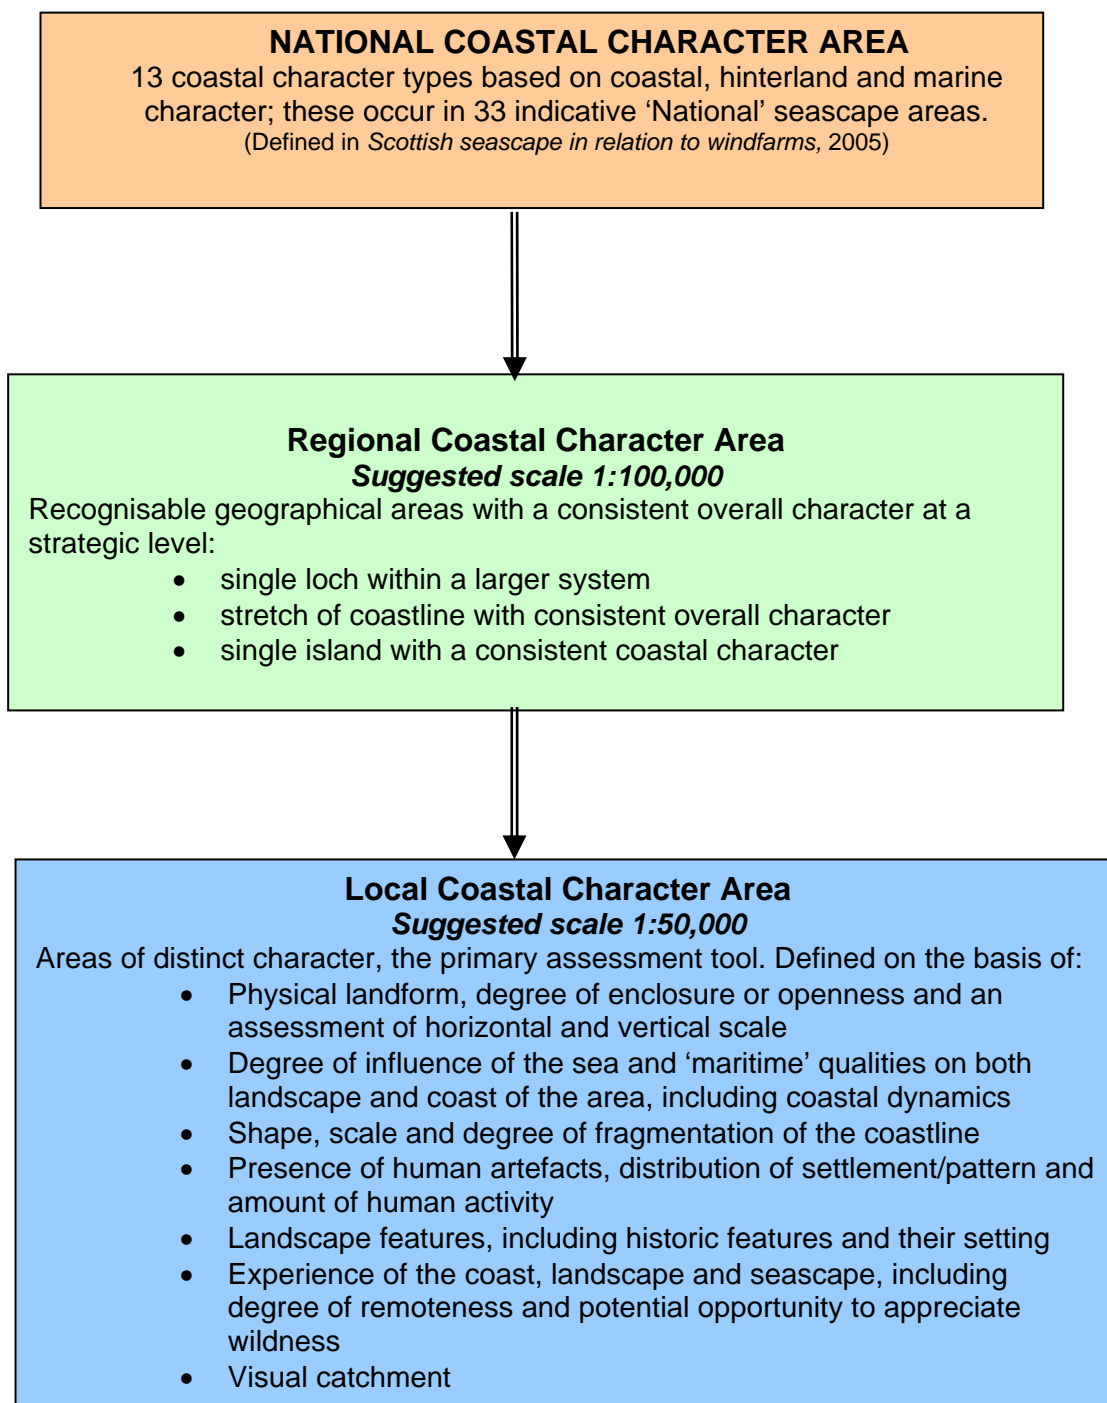 NATIONAL COASTAL CHARACTER AREA
13 coastal character types based on coastal, hinterland and marine
character; these occur in 33 indicative ‘National’ seascape areas.
(Defined in Scottish seascape in relation to windfarms, 2005)
Regional Coastal Character Area
Suggested scale 1:100,000
Recognisable geographical areas with a consistent overall character at a
strategic level:
• single loch within a larger system
• stretch of coastline with consistent overall character
• single island with a consistent coastal character
Local Coastal Character Area
Suggested scale 1:50,000
Areas of distinct character, the primary assessment tool. Defined on the basis of:
• Physical landform, degree of enclosure or openness and an
assessment of horizontal and vertical scale
• Degree of influence of the sea and ‘maritime’ qualities on both
landscape and coast of the area, including coastal dynamics
• Shape, scale and degree of fragmentation of the coastline
• Presence of human artefacts, distribution of settlement/pattern and
amount of human activity
• Landscape features, including historic features and their setting
• Experience of the coast, landscape and seascape, including
degree of remoteness and potential opportunity to appreciate
wildness
• Visual catchment